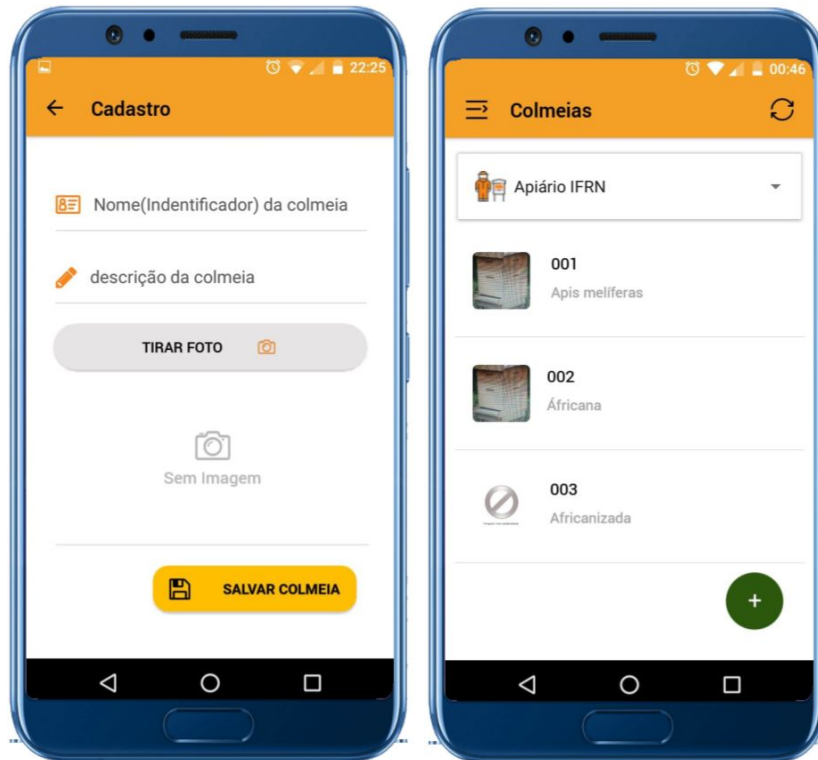 22:25
Cadastro
Nome(Indentificador) da colmeia
descrição da colmeia
TIRAR FOTO
Sem Imagem
SALVAR COLMEIA
00:46
Colmeias
Apiário IFRN
001
Apis melíferas
002
Áfricana
003
Africanizada
+